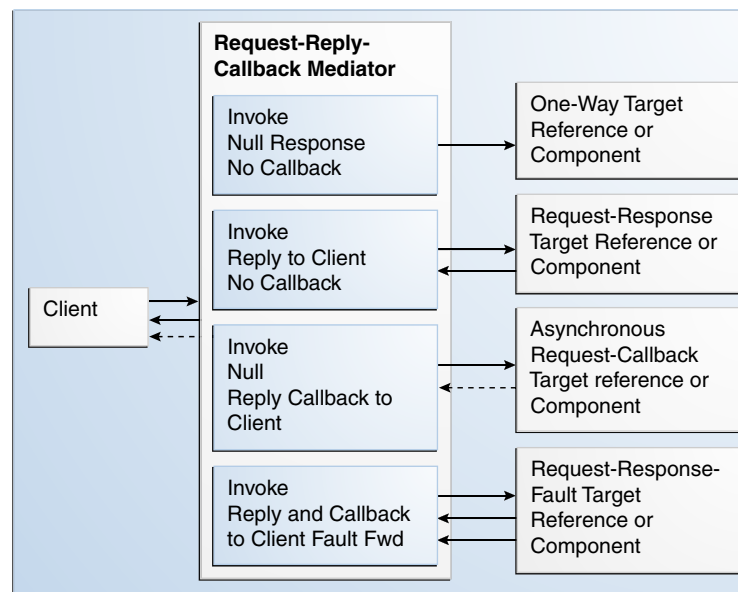 Request-Reply-
Callback Mediator
Invoke
Null Response
No Callback
One-Way Target
Reference or
Component
Invoke
Reply to Client
No Callback
Request-Response
Target Reference or
Component
Client
Invoke
Null
Reply Callback to
Client
Asynchronous
Request-Callback
Target reference or
Component
Invoke
Reply and Callback
to Client Fault Fwd
Request-Response-
Fault Target
Reference or
Component